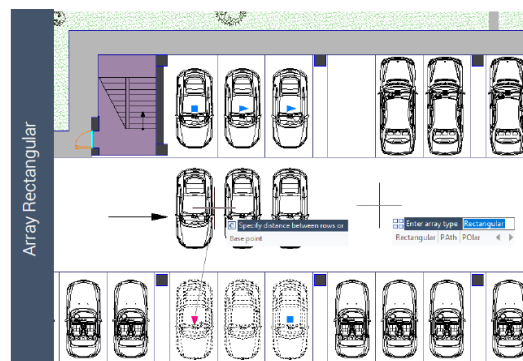 Array Rectangular
Specify distance between rows or
Base point
Enter array type Rectangular
Rectangular PAth POlar